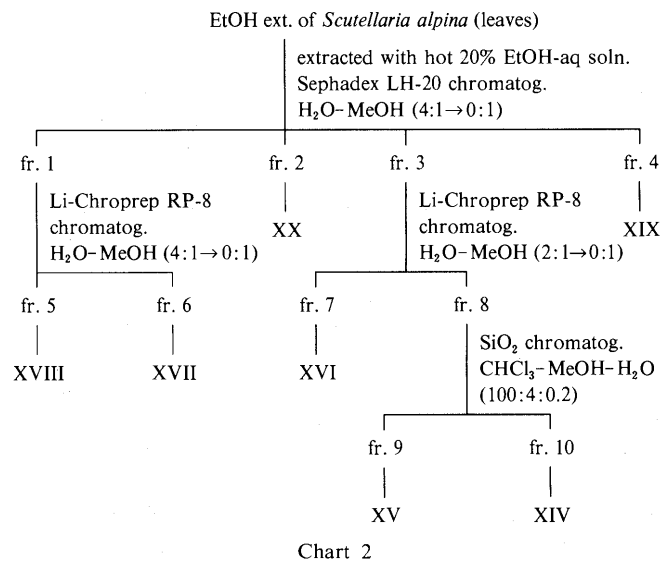 EtOH ext. of Scutellaria alpina (leaves)
extracted with hot 20% EtOH-aq soln.
Sephadex LH-20 chromatog.
H₂O–MeOH (4:1→0:1)
fr. 1 fr. 2 fr. 3 fr. 4
Li-Chroprep RP-8
chromatog.
H₂O–MeOH (4:1→0:1)
XX
Li-Chroprep RP-8
chromatog.
H₂O–MeOH (2:1→0:1)
XIX
fr. 5 fr. 6 fr. 7 fr. 8
XVIII XVII XVI
SiO₂ chromatog.
CHCl₃–MeOH–H₂O
(100:4:0.2)
fr. 9 fr. 10
XV XIV
Chart 2